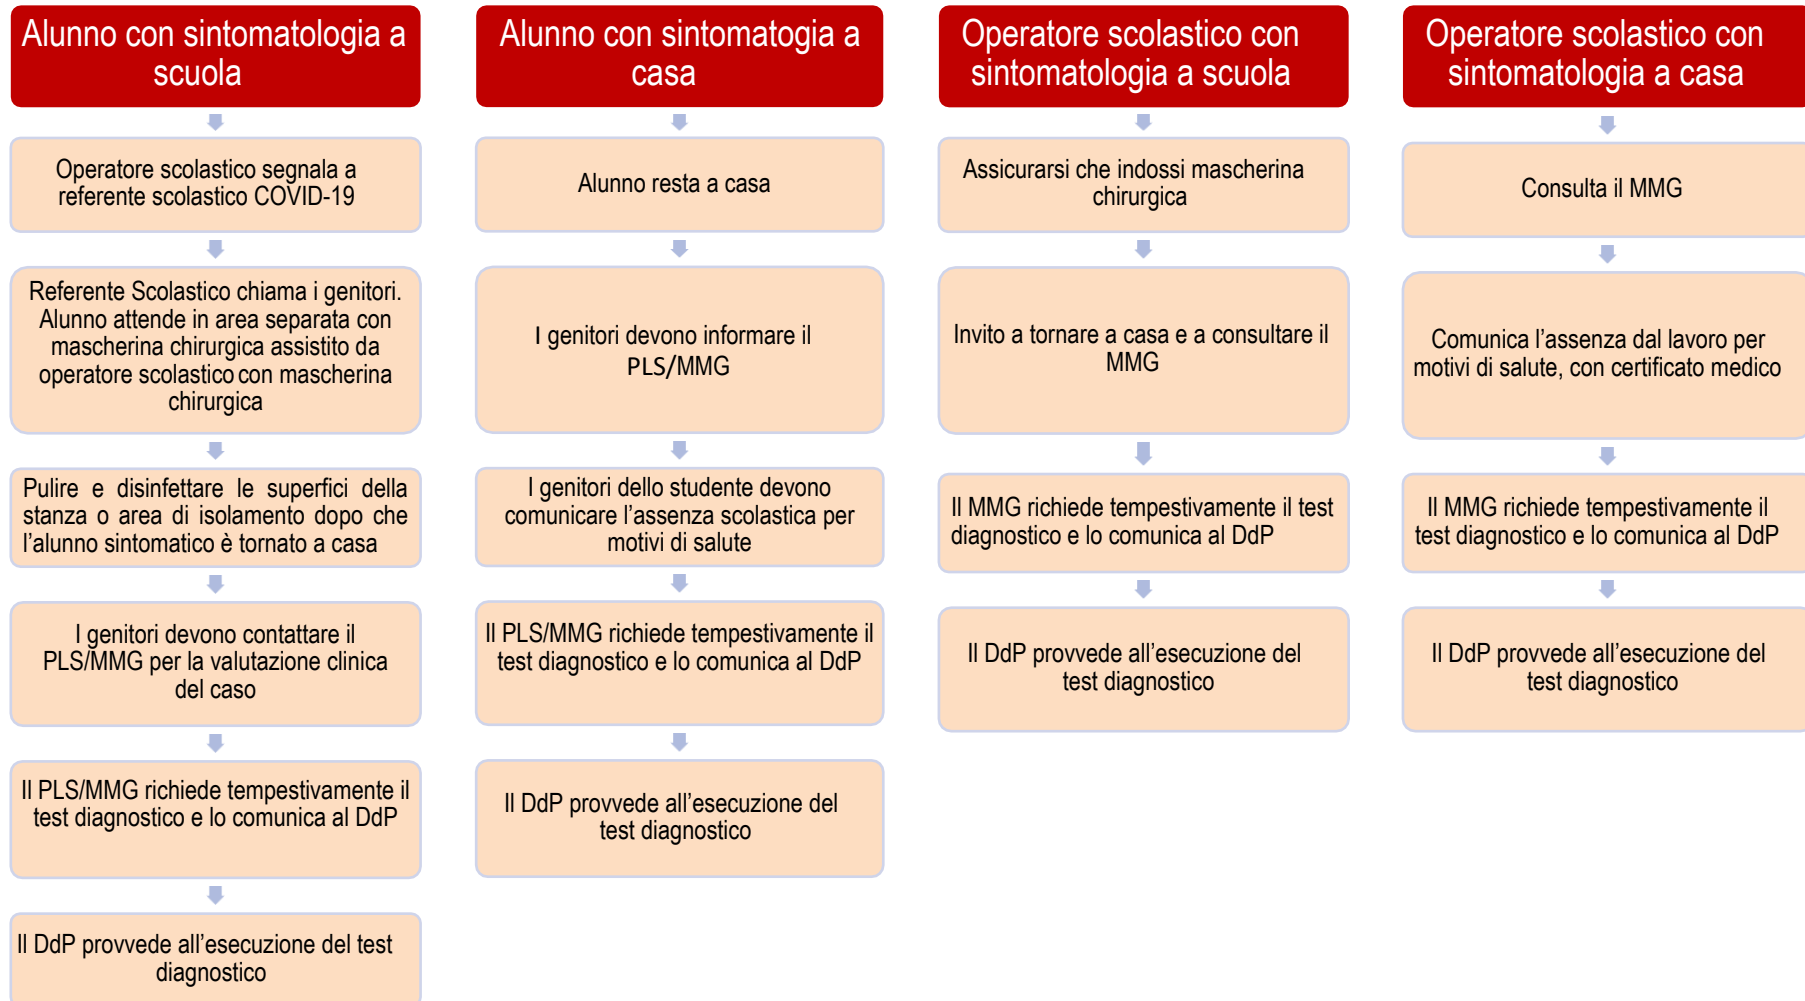 Alunno con sintomatologia a
scuola
Operatore scolastico segnala a
referente scolastico COVID-19
Referente Scolastico chiama i genitori.
Alunno attende in area separata con
mascherina chirurgica assistito da
operatore scolastico con mascherina
chirurgica
Pulire e disinfettare le superfici della
stanza o area di isolamento dopo che
l’alunno sintomatico è tornato a casa
I genitori devono contattare il
PLS/MMG per la valutazione clinica
del caso
Il PLS/MMG richiede tempestivamente il
test diagnostico e lo comunica al DdP
Il DdP provvede all’esecuzione del test
diagnostico
Alunno con sintomatogia a
casa
Alunno resta a casa
I genitori devono informare il
PLS/MMG
I genitori dello studente devono
comunicare l’assenza scolastica per
motivi di salute
Il PLS/MMG richiede tempestivamente il
test diagnostico e lo comunica al DdP
Il DdP provvede all’esecuzione del
test diagnostico
Operatore scolastico con
sintomatologia a scuola
Assicurarsi che indossi mascherina
chirurgica
Invito a tornare a casa e a consultare il
MMG
Il MMG richiede tempestivamente il test
diagnostico e lo comunica al DdP
Il DdP provvede all’esecuzione del
test diagnostico
Operatore scolastico con
sintomatologia a casa
Consulta il MMG
Comunica l’assenza dal lavoro per
motivi di salute, con certificato medico
Il MMG richiede tempestivamente il
test diagnostico e lo comunica al DdP
Il DdP provvede all’esecuzione del
test diagnostico